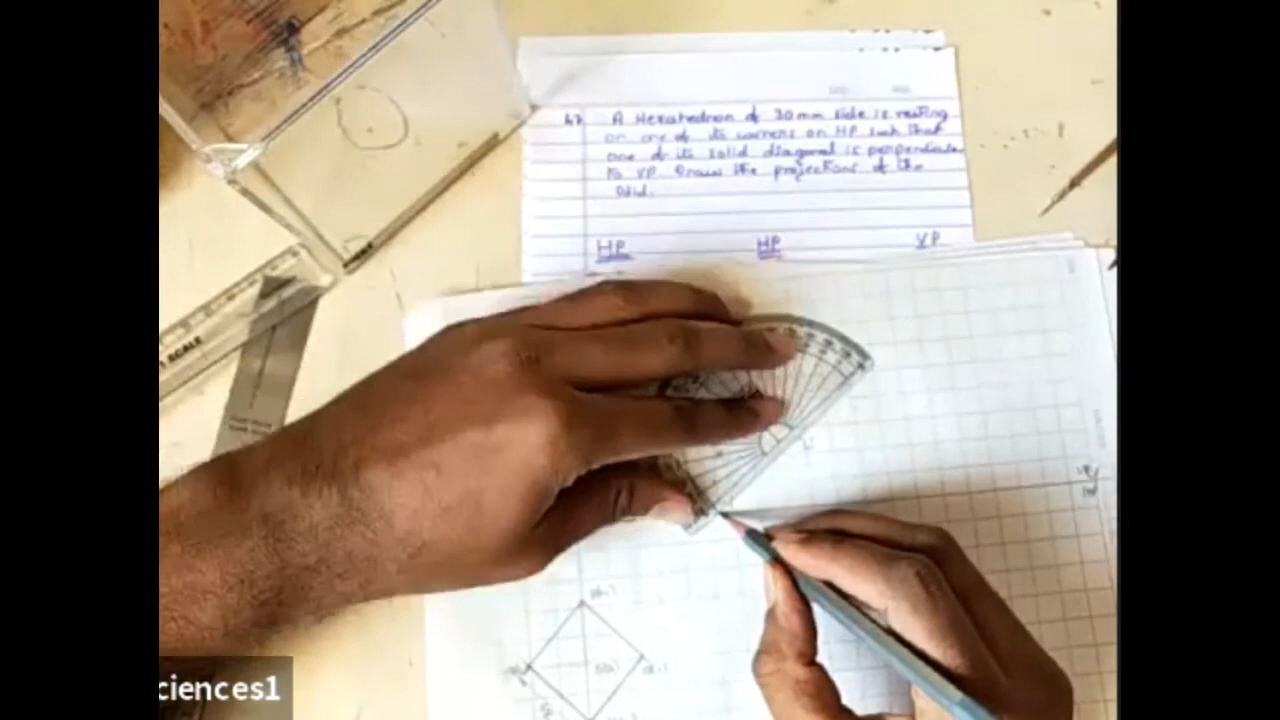 47 A Hexahedron of 30mm side is resting
on one of its corners on HP such that
one of its solid diagonal is perpendicular
to VP. Draw the projections of the
solid.
HP HP VP
SCALE
ciences1